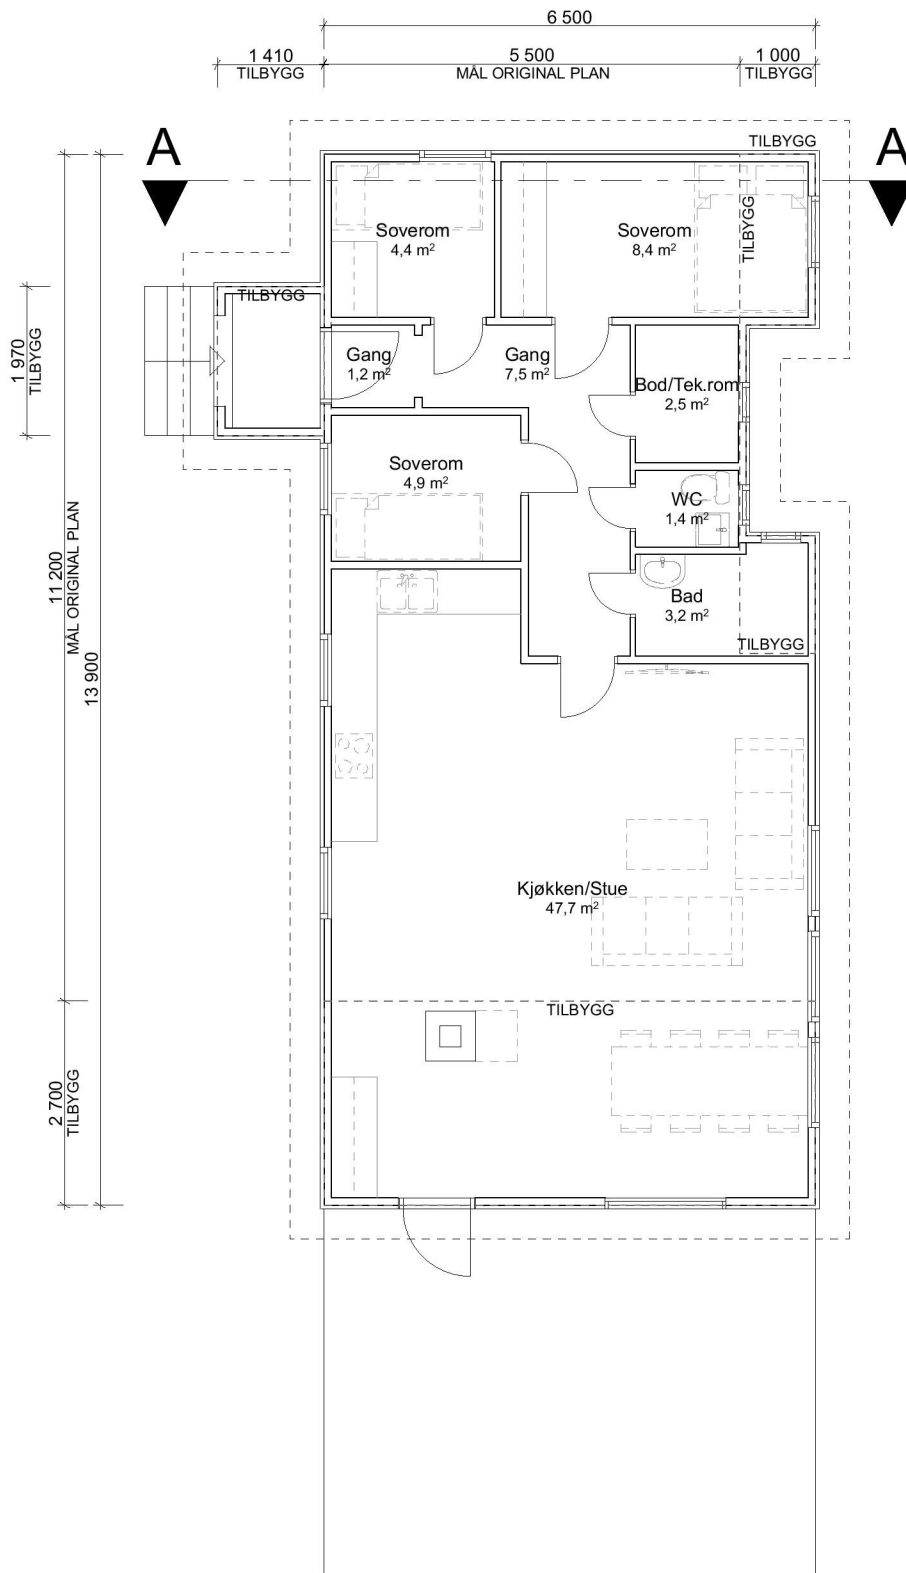 6 500
1 410
5 500
1 000
TILBYGG
MÅL ORIGINAL PLAN
TILBYGG
A
A
TILBYGG
Soverom
4,4 m²
Soverom
8,4 m²
TILBYGG
TILBYGG
1 970
TILBYGG
Gang
1,2 m²
Gang
7,5 m²
Bod/Tek.rom
2,5 m²
Soverom
4,9 m²
WC
1,4 m²
11 200
MÅL ORIGINAL PLAN
13 900
Bad
3,2 m²
TILBYGG
Kjøkken/Stue
47,7 m²
TILBYGG
2 700
TILBYGG